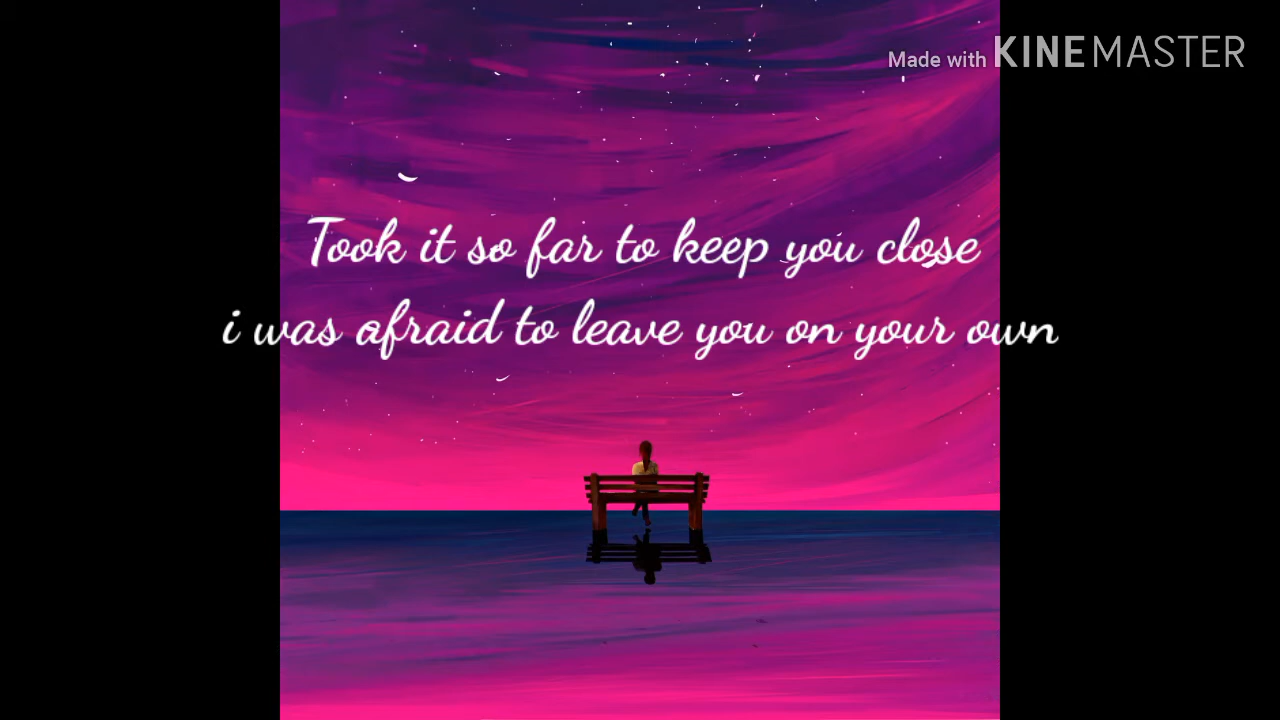 Made with KINEMASTER
Took it so far to keep you close
i was afraid to leave you on your own